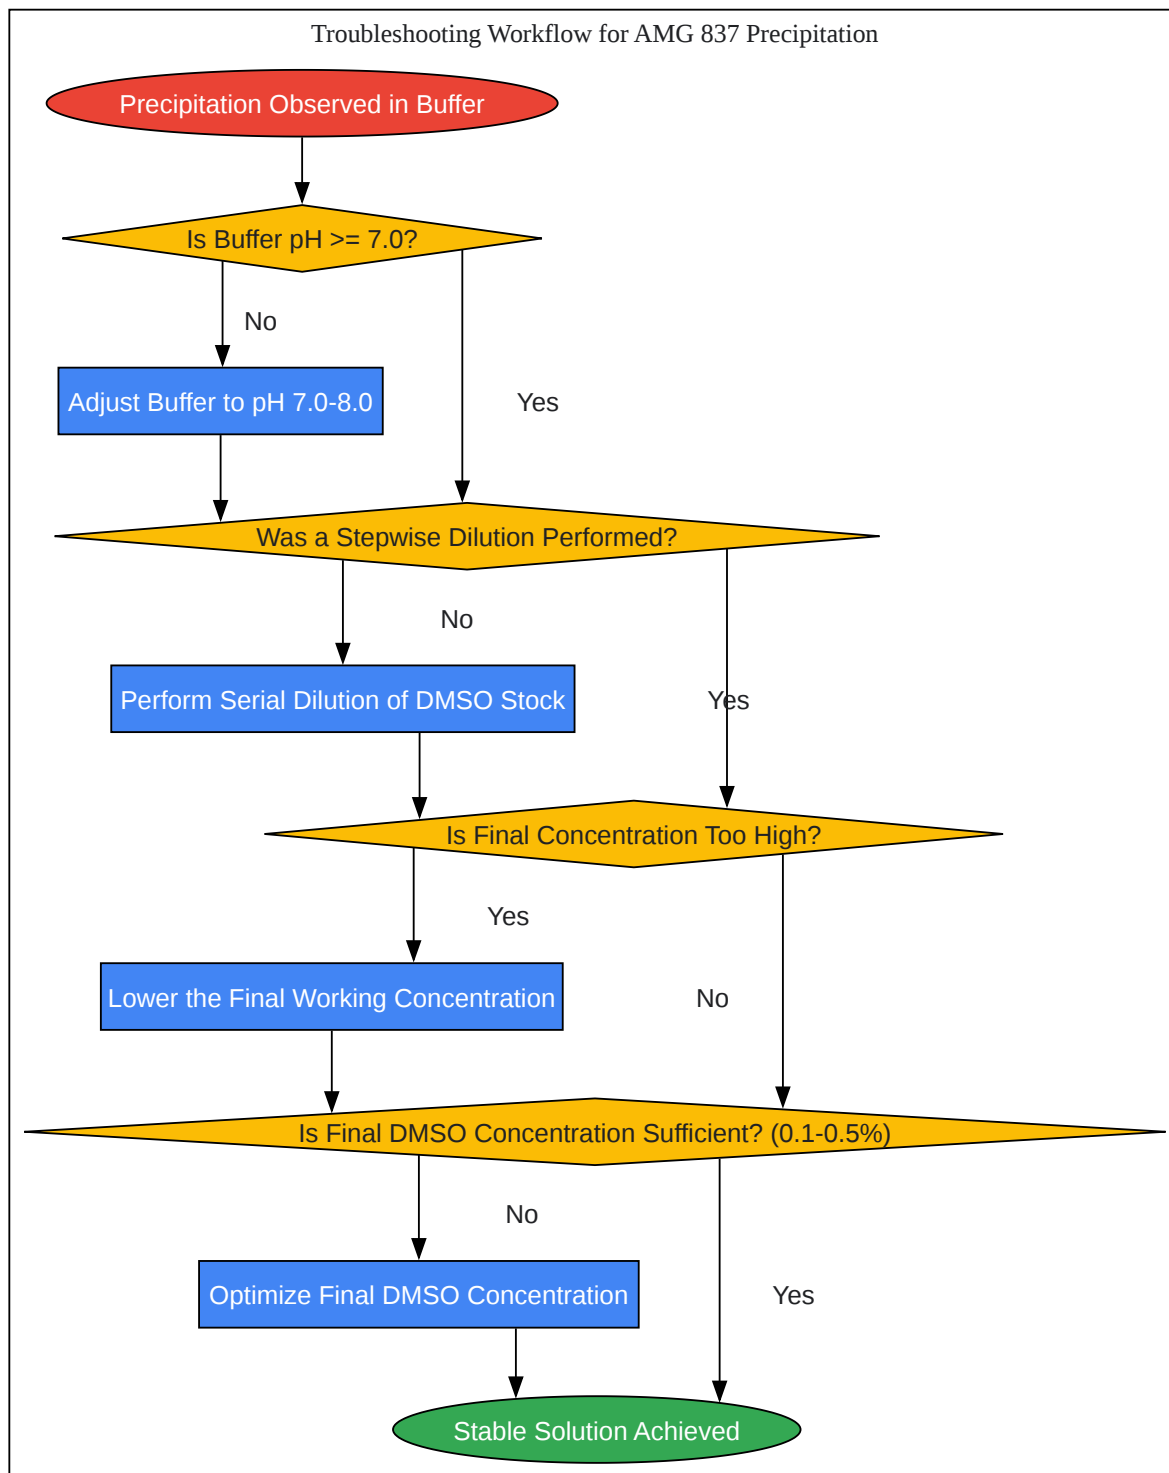 Troubleshooting Workflow for AMG 837 Precipitation
Precipitation Observed in Buffer
Is Buffer pH >= 7.0?
No
Adjust Buffer to pH 7.0-8.0
Yes
Was a Stepwise Dilution Performed?
No
Perform Serial Dilution of DMSO Stock
Yes
Is Final Concentration Too High?
Yes
Lower the Final Working Concentration
No
Is Final DMSO Concentration Sufficient? (0.1-0.5%)
No
Optimize Final DMSO Concentration
Yes
Stable Solution Achieved